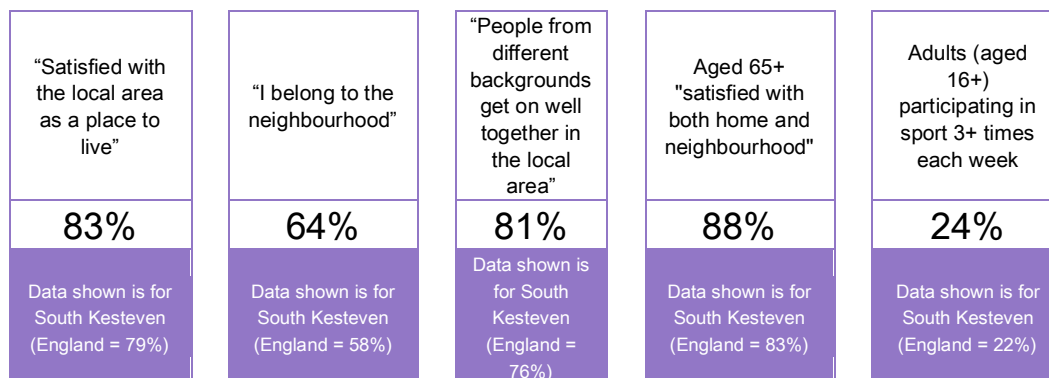 “Satisfied with
the local area
as a place to
live”
83%
Data shown is for
South Kesteven
(England = 79%)
“I belong to the
neighbourhood”
64%
Data shown is for
South Kesteven
(England = 58%)
“People from
different
backgrounds
get on well
together in
the local
area”
81%
Data shown is
for South
Kesteven
(England =
76%)
Aged 65+
"satisfied with
both home and
neighbourhood"
88%
Data shown is for
South Kesteven
(England = 83%)
Adults (aged
16+)
participating in
sport 3+ times
each week
24%
Data shown is for
South Kesteven
(England = 22%)